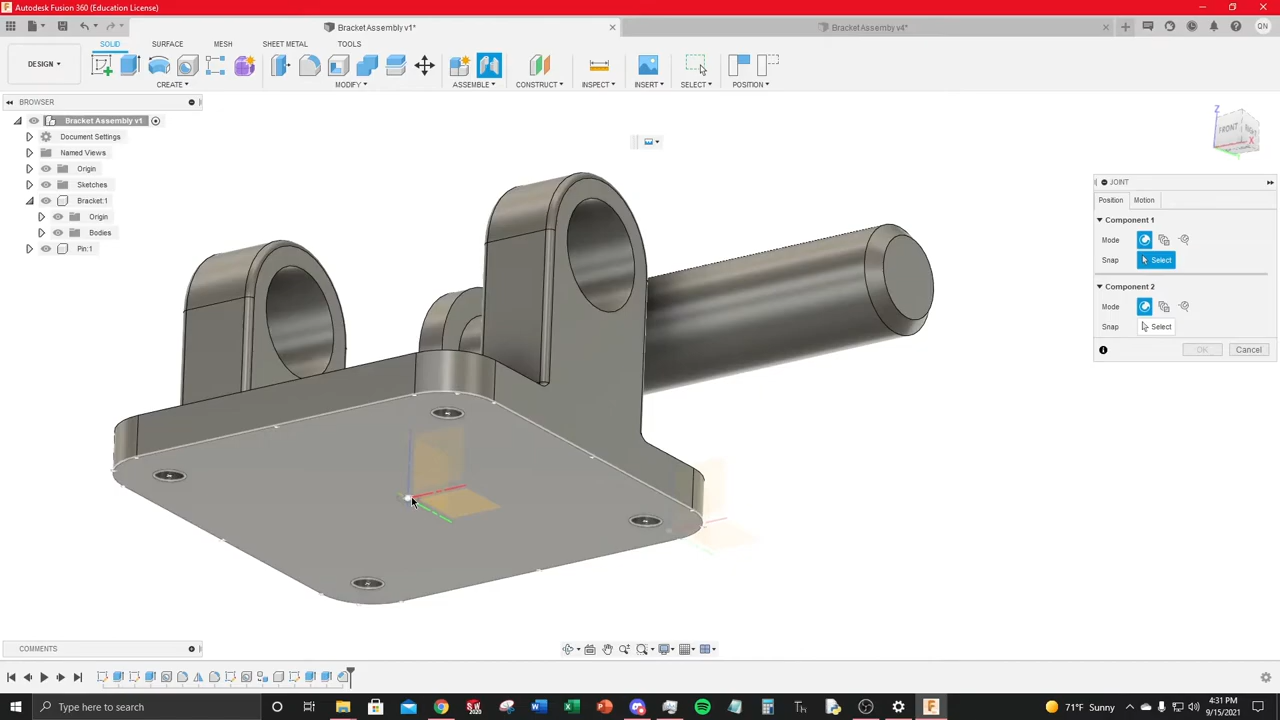 Autodesk Fusion 360 (Education License)
Bracket Assembly v1*
Bracket Assembly v4*
QN
DESIGN
SOLID
SURFACE
MESH
SHEET METAL
TOOLS
CREATE
MODIFY
ASSEMBLE
CONSTRUCT
INSPECT
INSERT
SELECT
POSITION
BROWSER
Bracket Assembly v1
Document Settings
Named Views
Origin
Sketches
Bracket:1
Origin
Bodies
Pin:1
Z
FRONT
RIGHT
X
JOINT
Position
Motion
Component 1
Mode
Snap
Select
Component 2
Mode
Snap
Select
OK
Cancel
COMMENTS
Type here to search
71°F Sunny
4:31 PM
9/15/2021